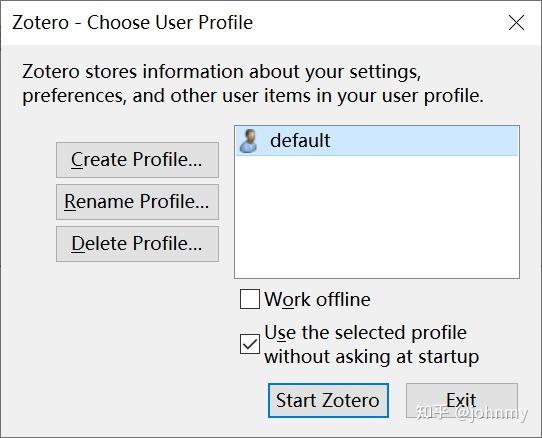 Zotero - Choose User Profile
Zotero stores information about your settings,
preferences, and other user items in your user profile.
Create Profile...
Rename Profile...
Delete Profile...
default
Work offline
Use the selected profile
without asking at startup
Start Zotero
Exit
知乎 @johnmy